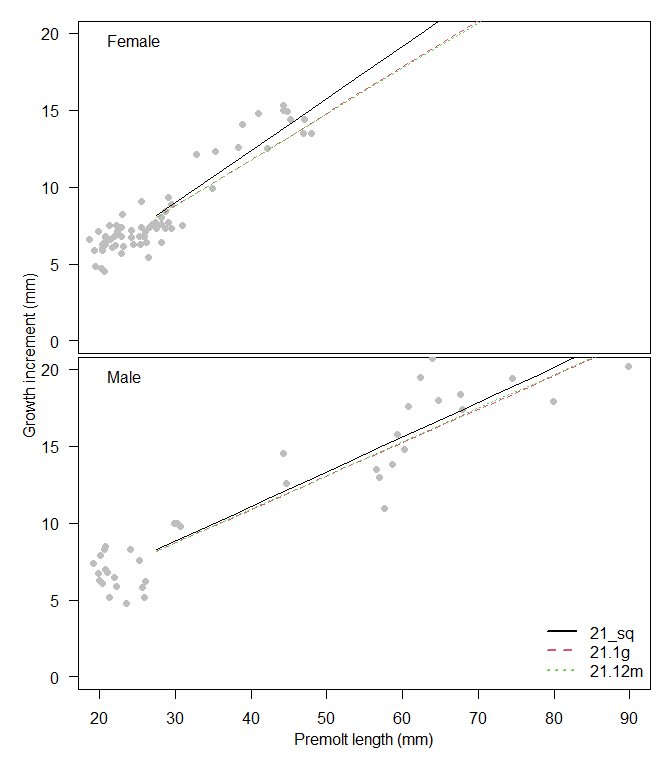 Female
20
15
10
5
0
Growth increment (mm)
Male
20
15
10
5
0
21_sq
21.1g
21.12m
20 30 40 50 60 70 80 90
Premolt length (mm)